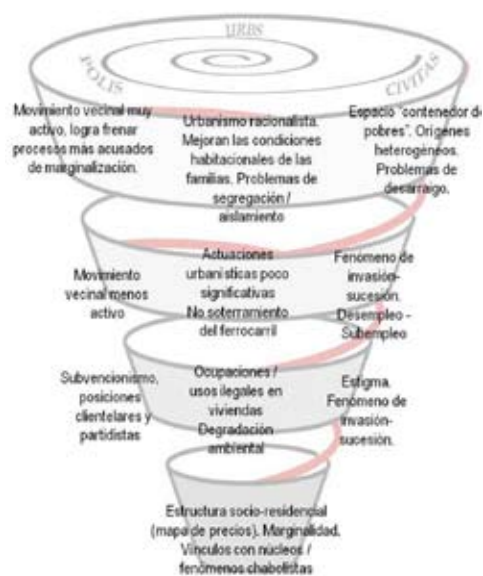 URBS
POLIS
CIVITAS
Movimiento vecinal muy
activo, logra frenar
procesos más acusados
de marginalización.
Urbanismo racionalista.
Mejoran las condiciones
habitacionales de las
familias. Problemas de
segregación /
aislamiento
Espacio "contenedor de
pobres". Orígenes
heterogéneos.
Problemas de
desarraigo.
Movimiento
vecinal menos
activo
Actuaciones
urbanísticas poco
significativas
No soterramiento
del ferrocarril
Fenómeno de
invasión-
sucesión.
Desempleo -
Subempleo
Subvencionismo,
posiciones
clientelares y
partidistas
Ocupaciones /
usos ilegales en
viviendas
Degradación
ambiental
Estigma.
Fenómeno de
invasión-
sucesión.
Estructura socio-residencial
(mapa de precios). Marginalidad.
Vínculos con núcleos /
fenómenos chabolistas